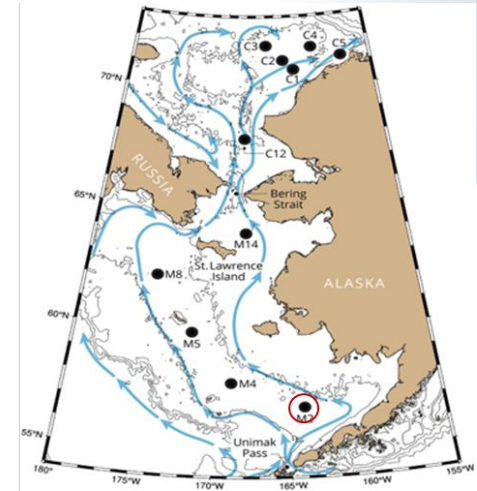 C3
C4
C5
C2
C1
70°N
C12
RUSSIA
Bering
Strait
65°N
M14
St. Lawrence
Island
M8
ALASKA
60°N
M5
M4
M2
Unimak
Pass
55°N
180°
175°W
170°W
165°W
160°W
155°W